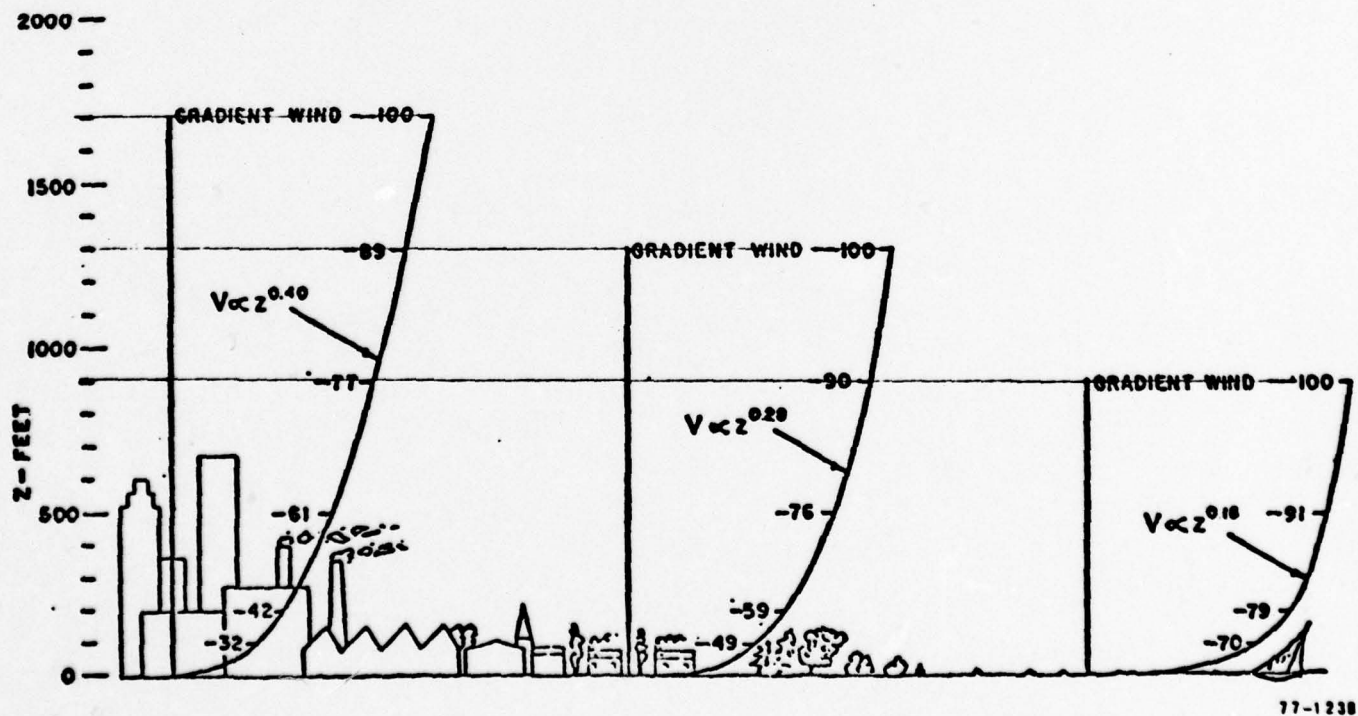 2000
GRADIENT WIND —100
1500
-89
GRADIENT WIND —100
V∝z^0.40
1000
-77
-90
GRADIENT WIND —100
V∝z^0.28
Z-FEET
500
-61
-76
V∝z^0.16
-91
-42
-59
-79
-32
-49
-70
0
77-1238